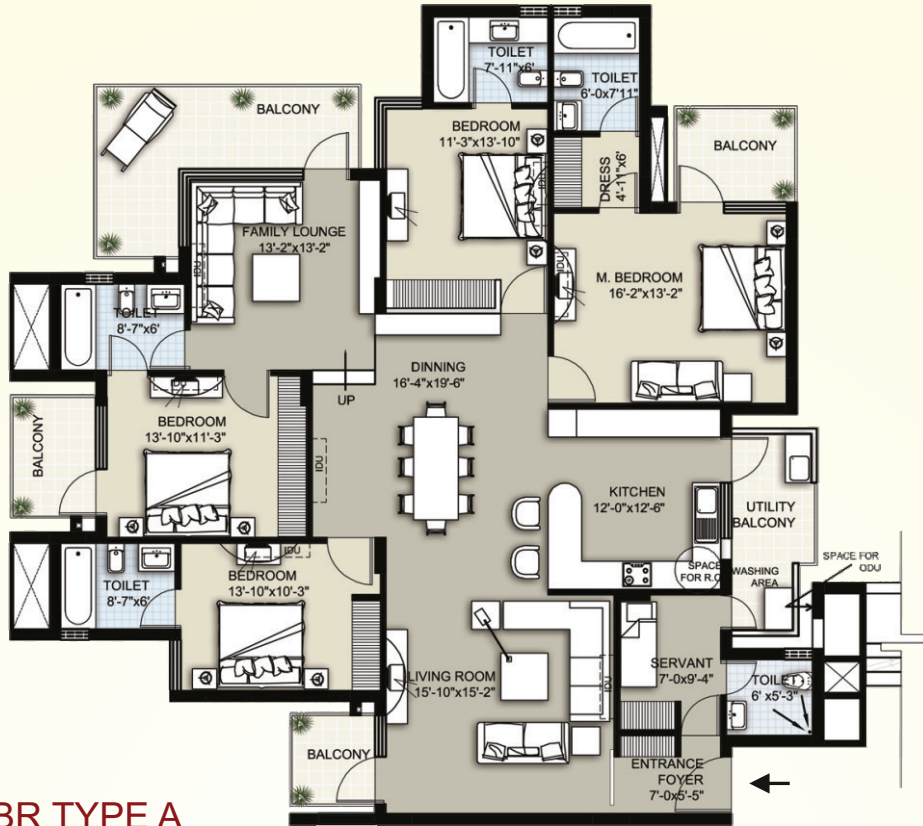 TOILET
7'-11"x6'
TOILET
6'-0x7'11"
BALCONY
BEDROOM
11'-3"x13'-10"
IDU
DRESS
4'-11"x6'
BALCONY
FAMILY LOUNGE
13'-2"x13'-2"
IDU
IDU
M. BEDROOM
16'-2"x13'-2"
TOILET
8'-7"x6'
UP
DINNING
16'-4"x19'-6"
BALCONY
BEDROOM
13'-10"x11'-3"
IDU
KITCHEN
12'-0"x12'-6"
UTILITY
BALCONY
SPACE
FOR R.O
WASHING
AREA
SPACE FOR
ODU
TOILET
8'-7"x6'
IDU
BEDROOM
13'-10"x10'-3"
LIVING ROOM
15'-10"x15'-2"
IDU
SERVANT
7'-0x9'-4"
TOILET
6' x5'-3"
BALCONY
ENTRANCE
FOYER
7'-0x5'-5"
BR TYPE A